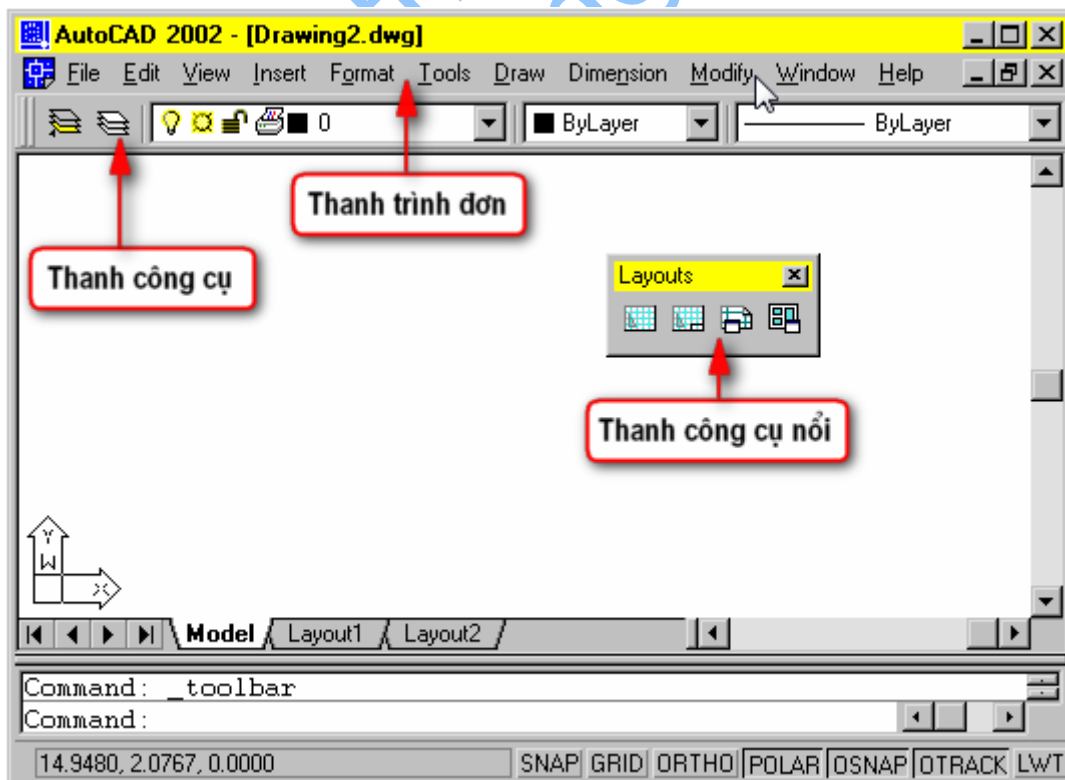 AutoCAD 2002 - [Drawing2.dwg]
File Edit View Insert Format Tools Draw Dimension Modify Window Help
0 ByLayer ByLayer
Thanh trình đơn
Thanh công cụ
Layouts
Thanh công cụ nổi
Y
W
X
Model Layout1 Layout2
Command: _toolbar
Command:
14.9480, 2.0767, 0.0000 SNAP GRID ORTHO POLAR OSNAP OTRACK LWT